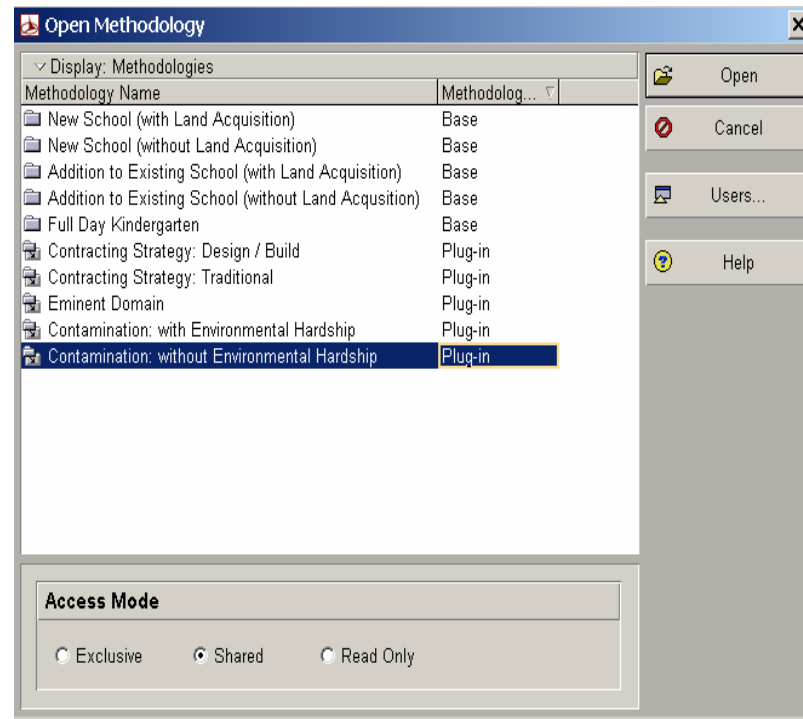 Open Methodology
Display: Methodologies
Methodology Name Methodolog...
New School (with Land Acquisition) Base
New School (without Land Acquisition) Base
Addition to Existing School (with Land Acquisition) Base
Addition to Existing School (without Land Acqusition) Base
Full Day Kindergarten Base
Contracting Strategy: Design / Build Plug-in
Contracting Strategy: Traditional Plug-in
Eminent Domain Plug-in
Contamination: with Environmental Hardship Plug-in
Contamination: without Environmental Hardship Plug-in
Open
Cancel
Users...
Help
Access Mode
Exclusive Shared Read Only